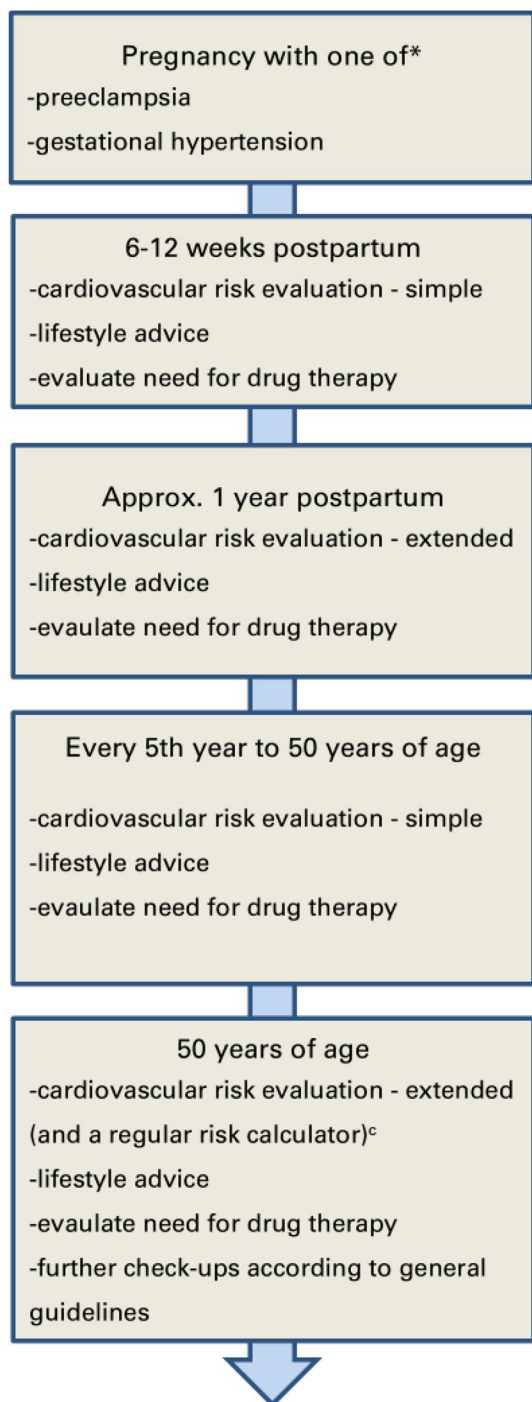 Pregnancy with one of*
-preeclampsia
-gestational hypertension
6-12 weeks postpartum
-cardiovascular risk evaluation - simple
-lifestyle advice
-evaluate need for drug therapy
Approx. 1 year postpartum
-cardiovascular risk evaluation - extended
-lifestyle advice
-evaulate need for drug therapy
Every 5th year to 50 years of age
-cardiovascular risk evaluation - simple
-lifestyle advice
-evaulate need for drug therapy
50 years of age
-cardiovascular risk evaluation - extended
(and a regular risk calculator)ᶜ
-lifestyle advice
-evaulate need for drug therapy
-further check-ups according to general
guidelines